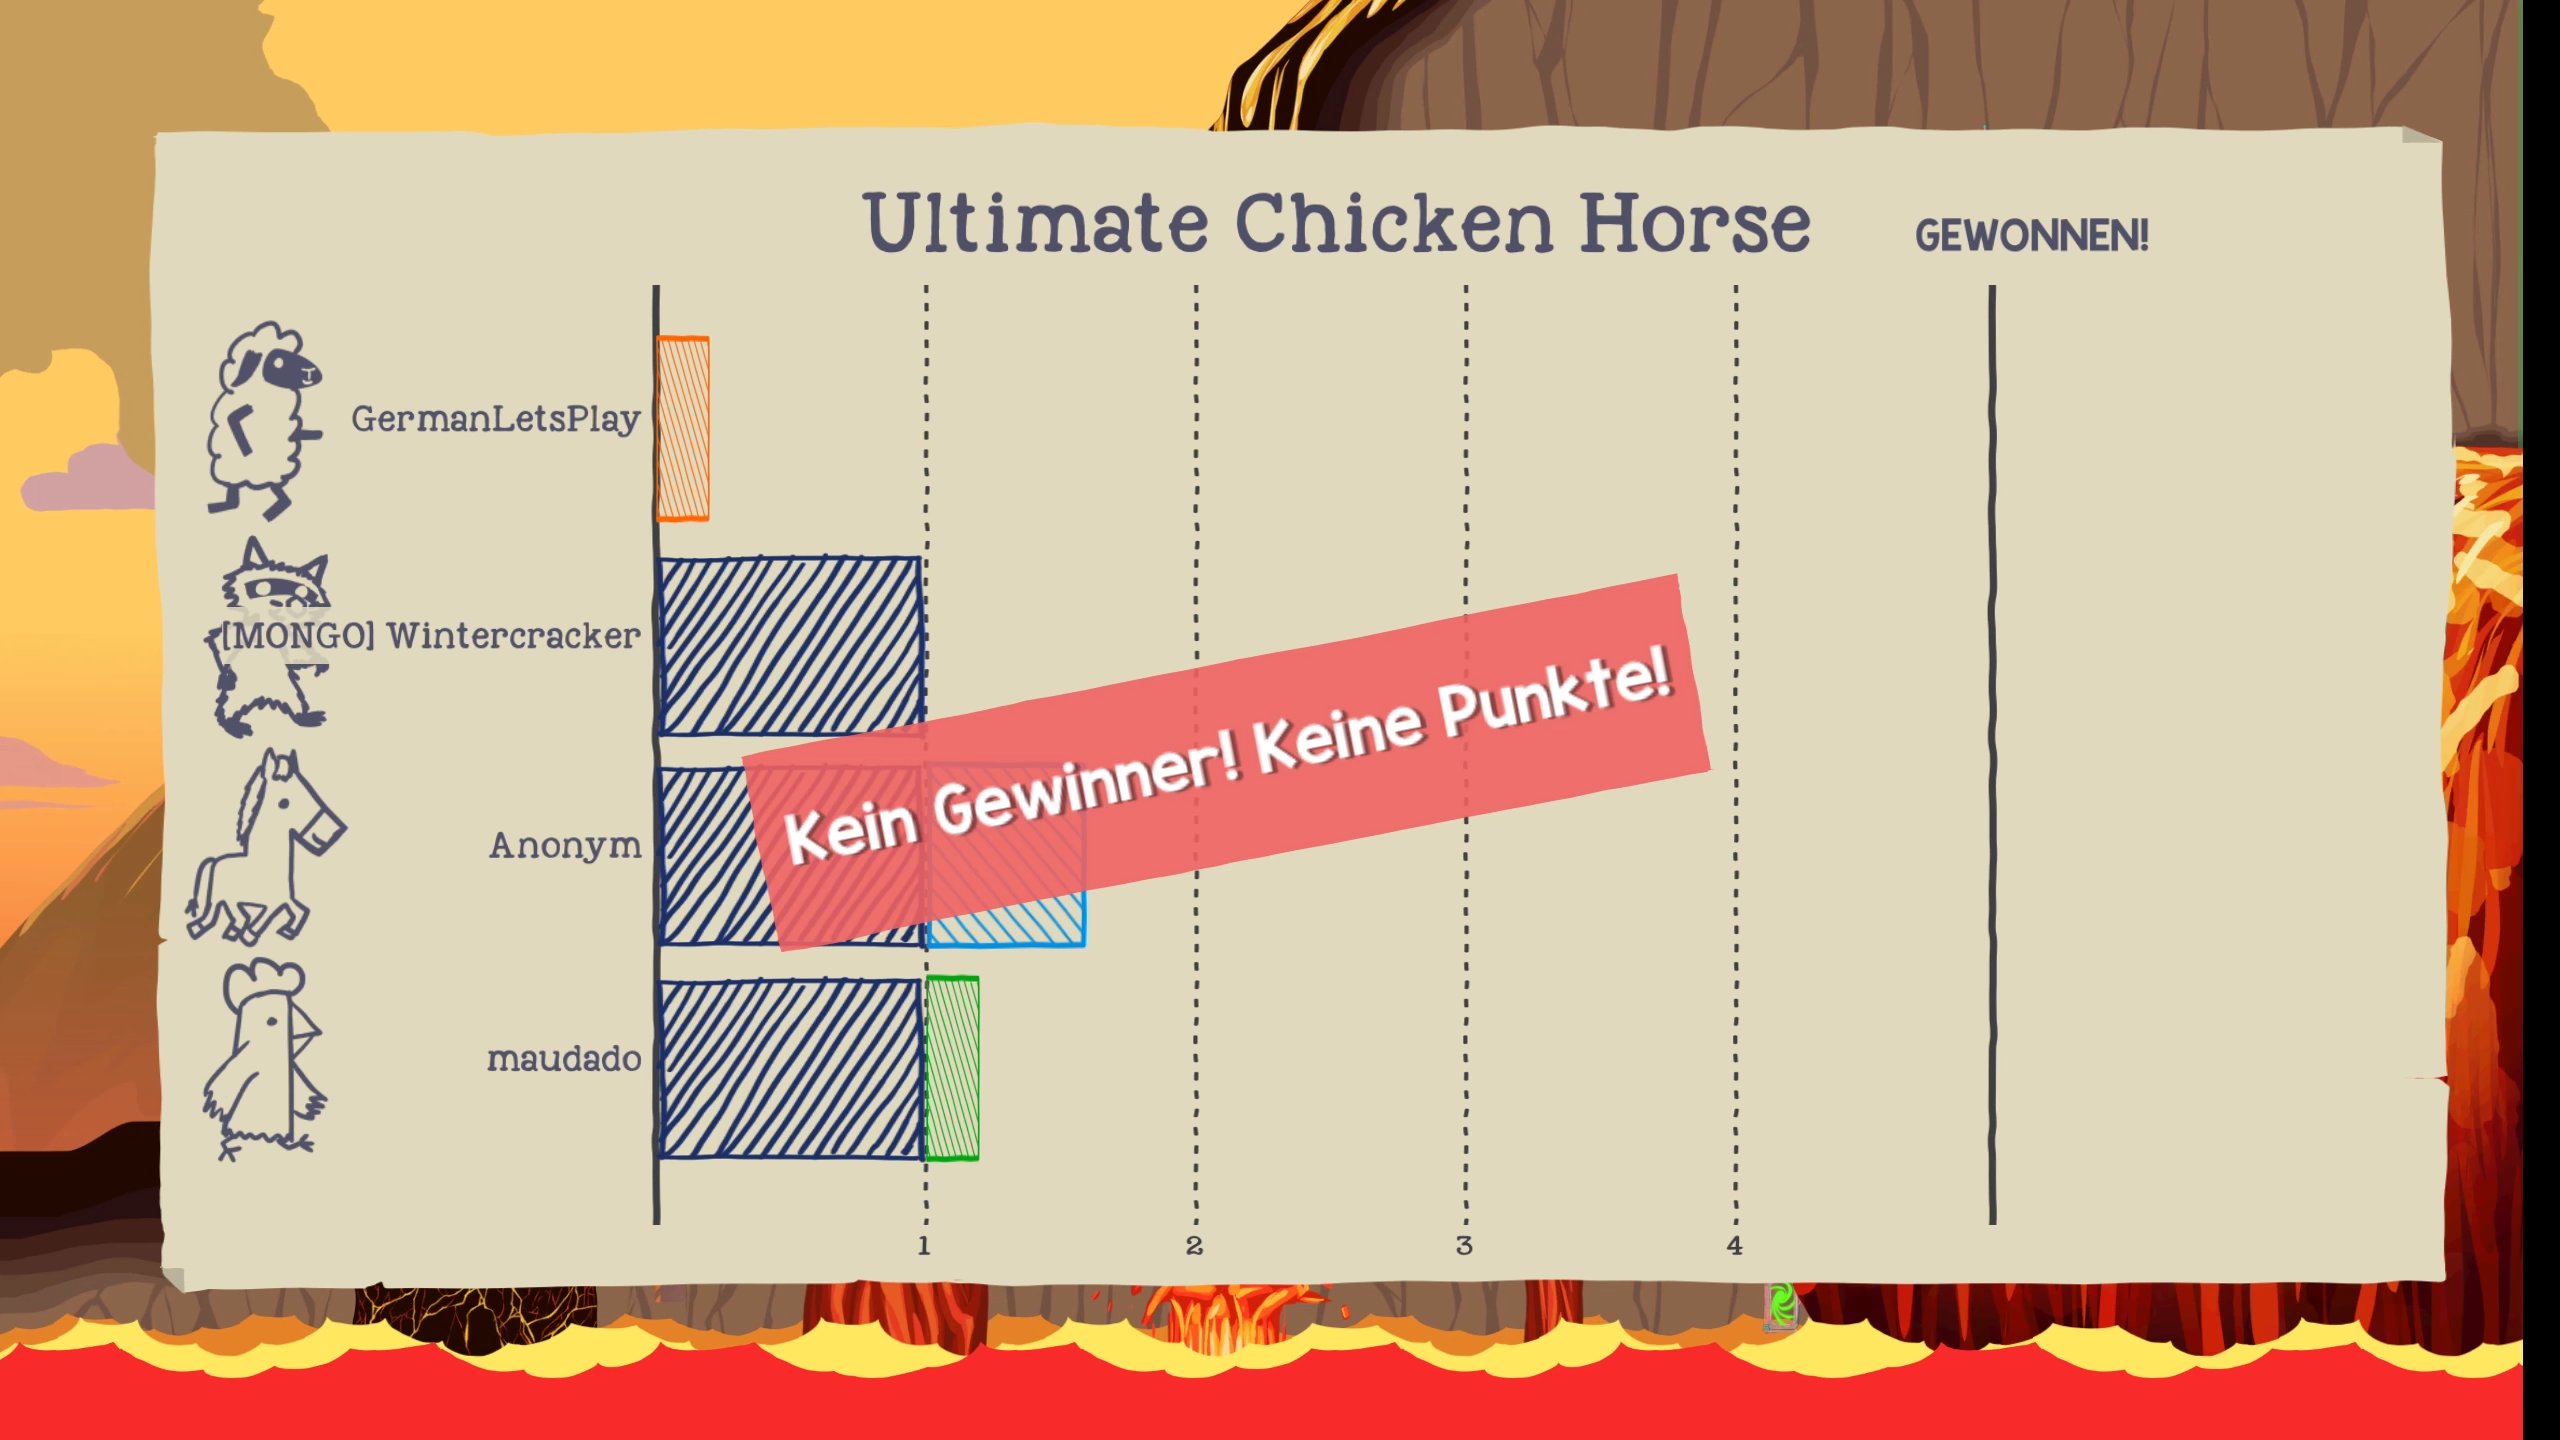 Ultimate Chicken Horse
GEWONNEN!
GermanLetsPlay
[MONGO] Wintercracker
Kein Gewinner! Keine Punkte!
Anonym
maudado
1 2 3 4